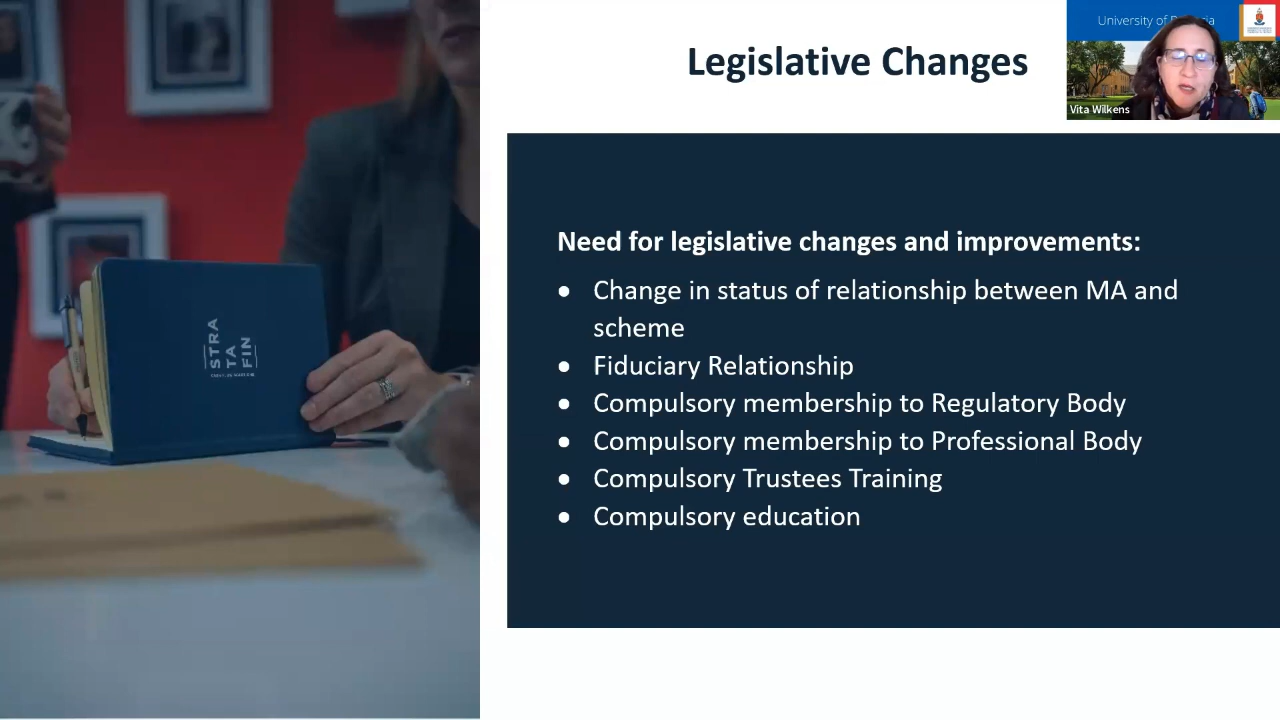 Legislative Changes
University of
Vita Wilkens
Need for legislative changes and improvements:
● Change in status of relationship between MA and
scheme
● Fiduciary Relationship
● Compulsory membership to Regulatory Body
● Compulsory membership to Professional Body
● Compulsory Trustees Training
● Compulsory education
STRA
TA
FIN